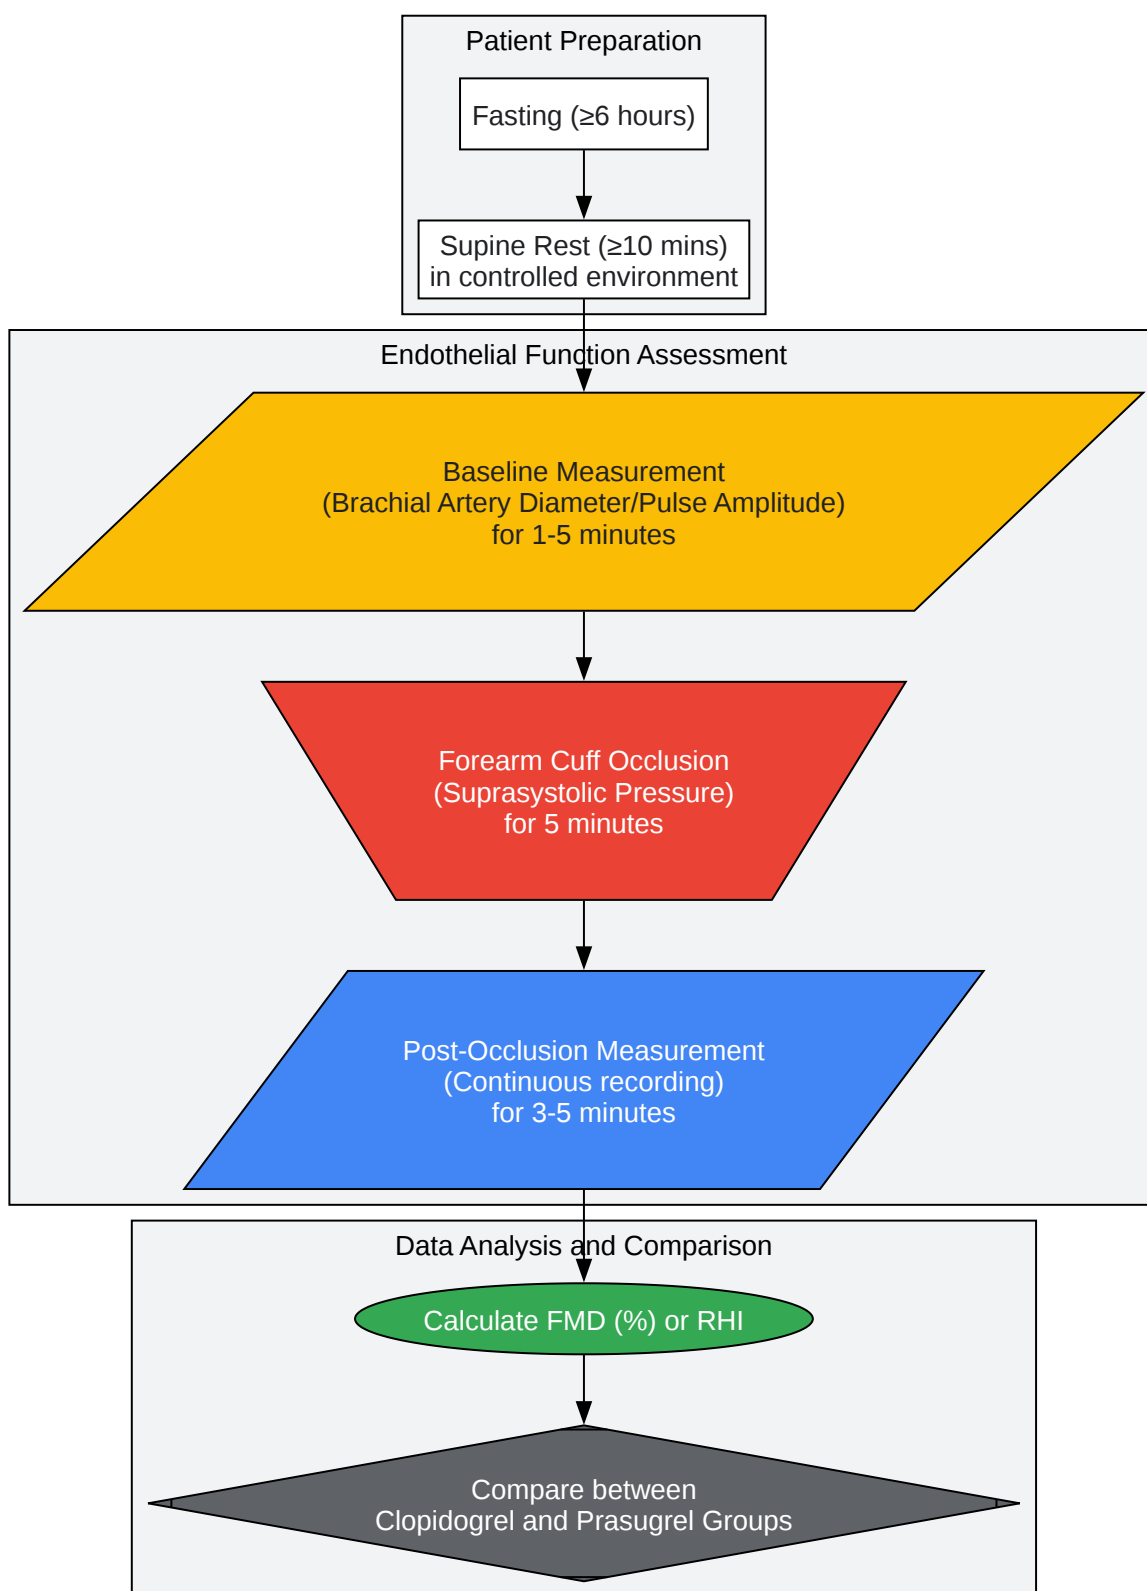 Patient Preparation
Fasting (≥6 hours)
Supine Rest (≥10 mins)
in controlled environment
Endothelial Function Assessment
Baseline Measurement
(Brachial Artery Diameter/Pulse Amplitude)
for 1-5 minutes
Forearm Cuff Occlusion
(Suprasystolic Pressure)
for 5 minutes
Post-Occlusion Measurement
(Continuous recording)
for 3-5 minutes
Data Analysis and Comparison
Calculate FMD (%) or RHI
Compare between
Clopidogrel and Prasugrel Groups